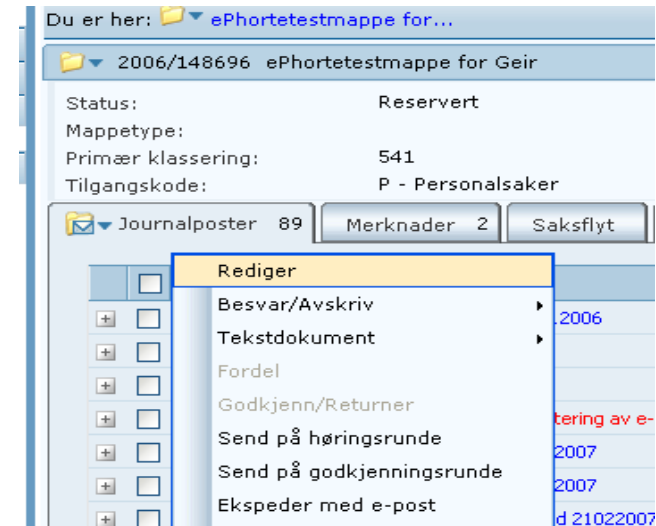 Du er her: ePhortetestmappe for...
2006/148696 ePhortetestmappe for Geir
Status: Reservert
Mappetype:
Primær klassering: 541
Tilgangskode: P - Personalsaker
Journalposter 89 Merknader 2 Saksflyt
Rediger
Besvar/Avskriv .2006
Tekstdokument
Fordel
Godkjenn/Returner tering av e-
Send på høringsrunde 2007
Send på godkjenningsrunde 2007
Ekspeder med e-post d 21022007